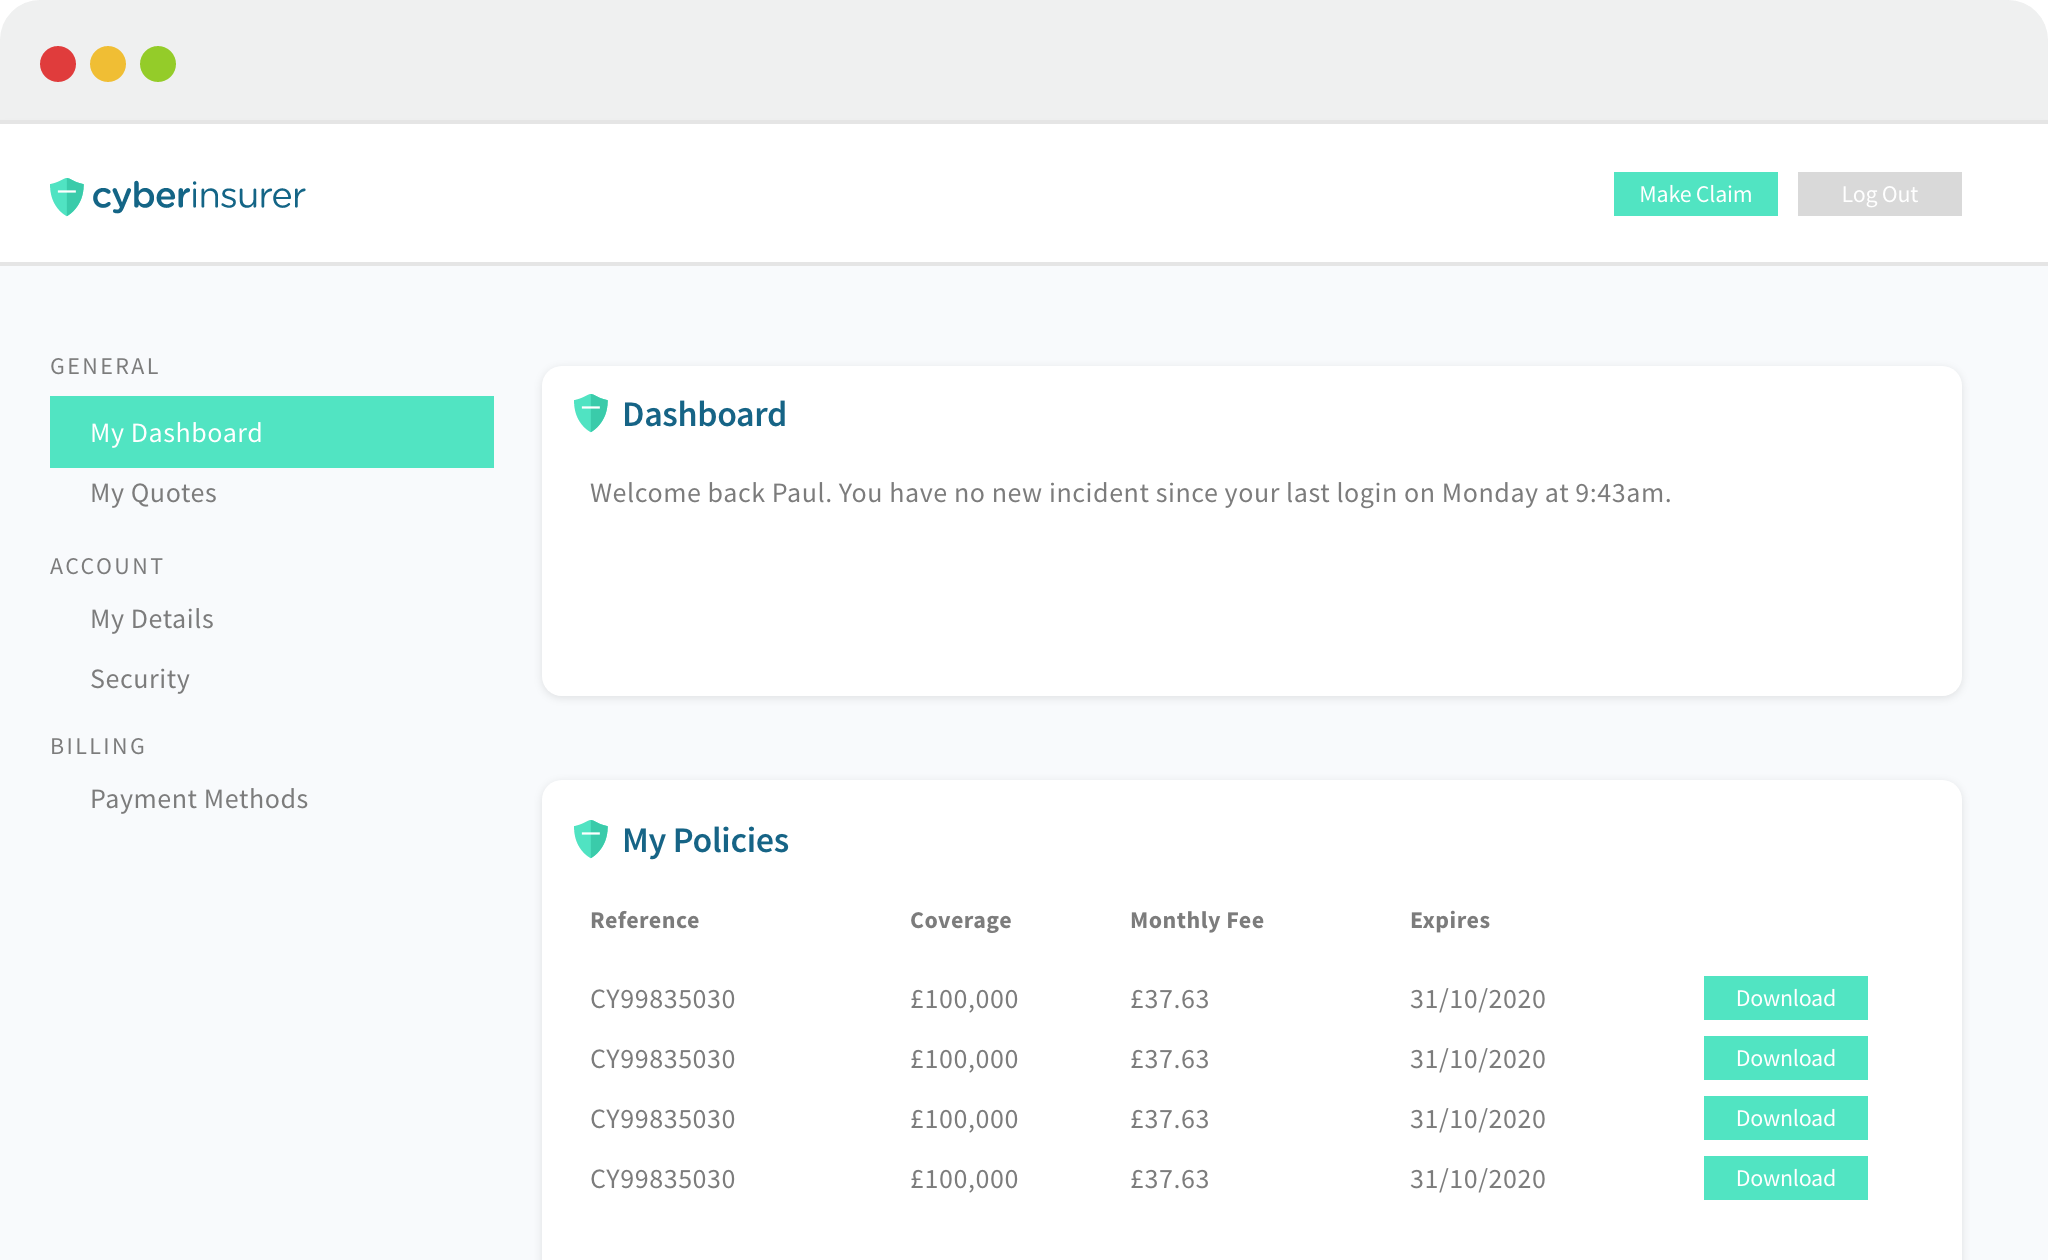 cyberinsurer
Make Claim
Log Out
GENERAL
My Dashboard
My Quotes
ACCOUNT
My Details
Security
BILLING
Payment Methods
Dashboard
Welcome back Paul. You have no new incident since your last login on Monday at 9:43am.
My Policies
Reference Coverage Monthly Fee Expires
CY99835030 £100,000 £37.63 31/10/2020 Download
CY99835030 £100,000 £37.63 31/10/2020 Download
CY99835030 £100,000 £37.63 31/10/2020 Download
CY99835030 £100,000 £37.63 31/10/2020 Download